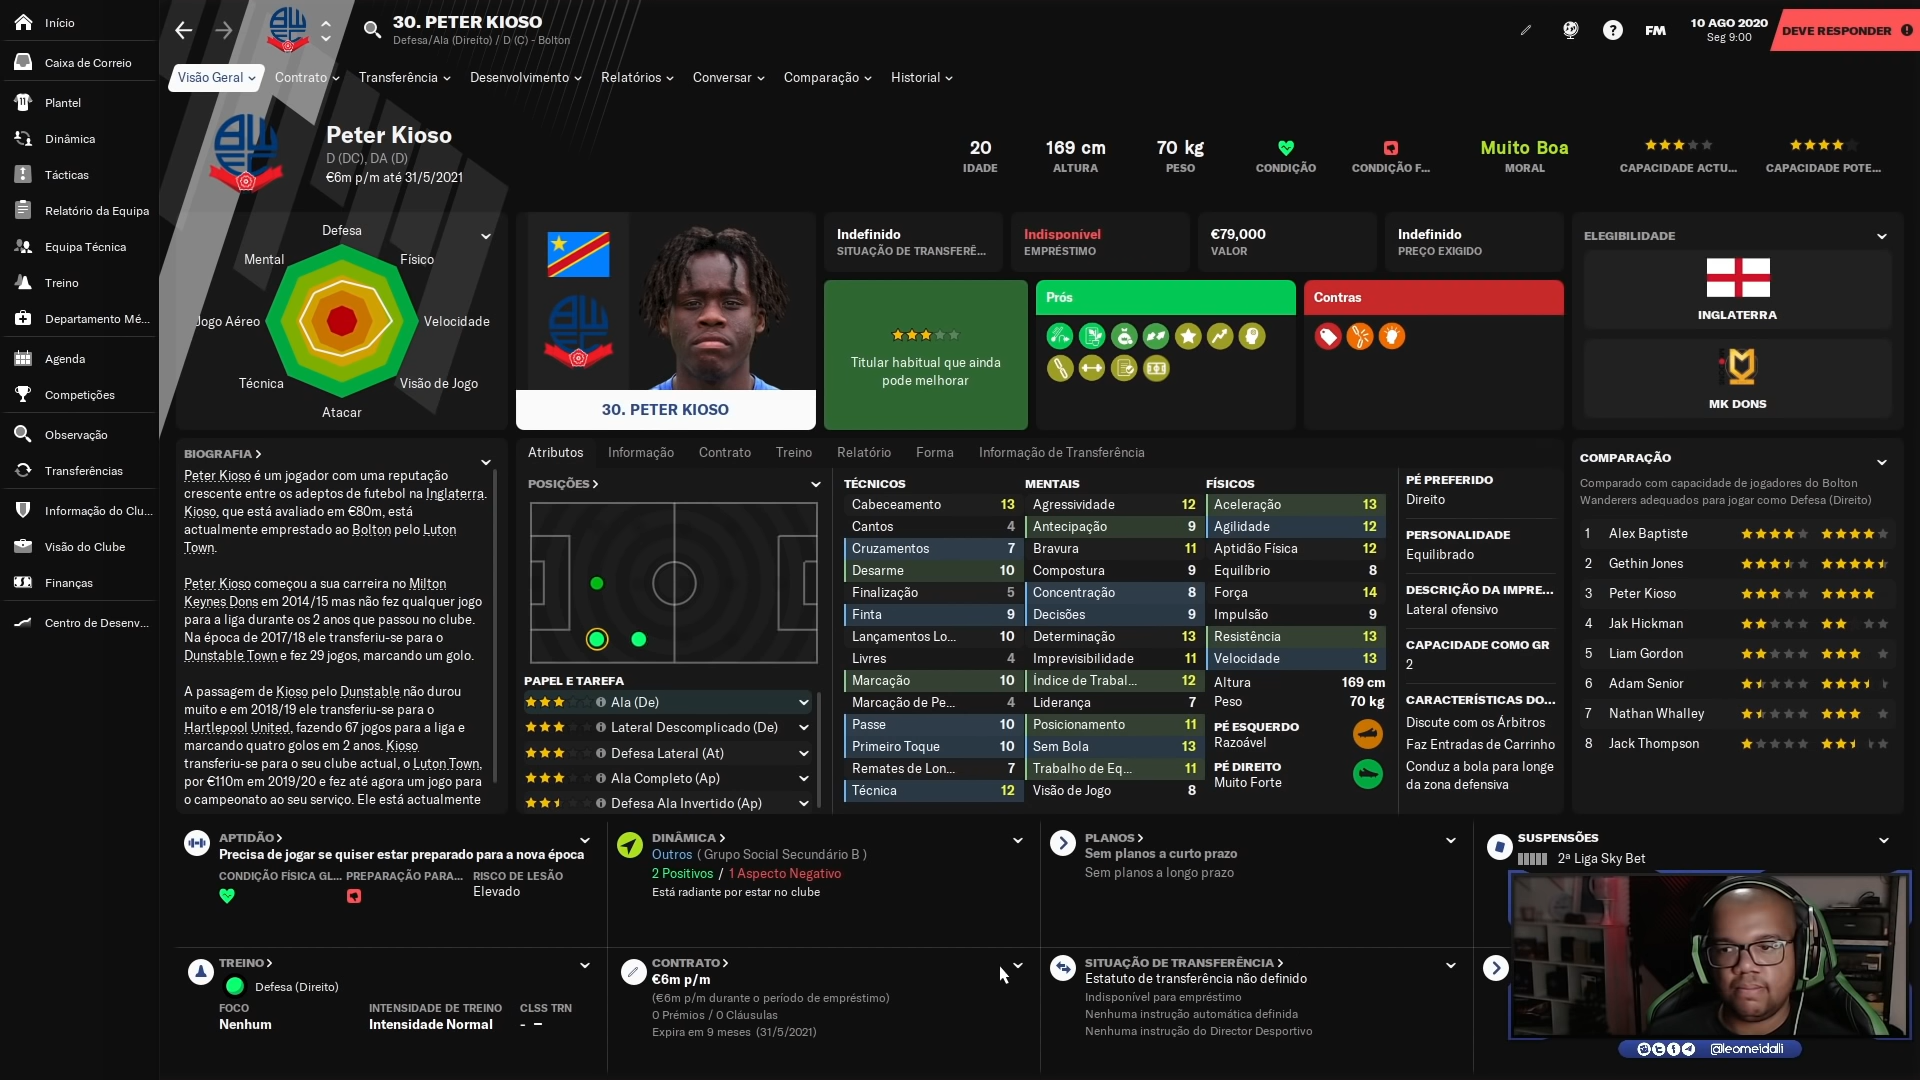 Início
Caixa de Correio
Plantel
Dinâmica
Tácticas
Relatório da Equipa
Equipa Técnica
Treino
Departamento Mé...
Agenda
Competições
Observação
Transferências
Informação do Clu...
Visão do Clube
Finanças
Centro de Desenv...
30. PETER KIOSO
Defesa/Ala (Direito) / D (C) - Bolton
FM
10 AGO 2020
Seg 9:00
DEVE RESPONDER
Visão Geral
Contrato
Transferência
Desenvolvimento
Relatórios
Conversar
Comparação
Historial
Peter Kioso
D (DC), DA (D)
€6m p/m até 31/5/2021
20
IDADE
169 cm
ALTURA
70 kg
PESO
CONDIÇÃO
CONDIÇÃO F...
Muito Boa
MORAL
CAPACIDADE ACTU...
CAPACIDADE POTE...
Defesa
Mental
Físico
Jogo Aéreo
Velocidade
Técnica
Visão de Jogo
Atacar
30. PETER KIOSO
Indefinido
SITUAÇÃO DE TRANSFERÊ...
Indisponível
EMPRÉSTIMO
€79,000
VALOR
Indefinido
PREÇO EXIGIDO
Titular habitual que ainda
pode melhorar
Prós
Contras
ELEGIBILIDADE
INGLATERRA
MK DONS
BIOGRAFIA
Peter Kioso é um jogador com uma reputação
crescente entre os adeptos de futebol na Inglaterra.
Kioso, que está avaliado em €80m, está
actualmente emprestado ao Bolton pelo Luton
Town.
Peter Kioso começou a sua carreira no Milton
Keynes Dons em 2014/15 mas não fez qualquer jogo
para a liga durante os 2 anos que passou no clube.
Na época de 2017/18 ele transferiu-se para o
Dunstable Town e fez 29 jogos, marcando um golo.
A passagem de Kioso pelo Dunstable não durou
muito e em 2018/19 ele transferiu-se para o
Hartlepool United, fazendo 67 jogos para a liga e
marcando quatro golos em 2 anos. Kioso
transferiu-se para o seu clube actual, o Luton Town,
por €110m em 2019/20 e fez até agora um jogo para
o campeonato ao seu serviço. Ele está actualmente
Atributos
Informação
Contrato
Treino
Relatório
Forma
Informação de Transferência
POSIÇÕES
PAPEL E TAREFA
Ala (De)
Lateral Descomplicado (De)
Defesa Lateral (At)
Ala Completo (Ap)
Defesa Ala Invertido (Ap)
TÉCNICOS
Cabeceamento 13
Cantos 4
Cruzamentos 7
Desarme 10
Finalização 5
Finta 9
Lançamentos Lo... 10
Livres 4
Marcação 10
Marcação de Pe... 4
Passe 10
Primeiro Toque 10
Remates de Lon... 7
Técnica 12
MENTAIS
Agressividade 12
Antecipação 9
Bravura 11
Compostura 9
Concentração 8
Decisões 9
Determinação 13
Imprevisibilidade 11
Índice de Trabal... 12
Liderança 7
Posicionamento 11
Sem Bola 13
Trabalho de Eq... 11
Visão de Jogo 8
FÍSICOS
Aceleração 13
Agilidade 12
Aptidão Física 12
Equilíbrio 8
Força 14
Impulsão 9
Resistência 13
Velocidade 13
Altura 169 cm
Peso 70 kg
PÉ ESQUERDO
Razoável
PÉ DIREITO
Muito Forte
PÉ PREFERIDO
Direito
PERSONALIDADE
Equilibrado
DESCRIÇÃO DA IMPRE...
Lateral ofensivo
CAPACIDADE COMO GR
2
CARACTERÍSTICAS DO...
Discute com os Árbitros
Faz Entradas de Carrinho
Conduz a bola para longe
da zona defensiva
COMPARAÇÃO
Comparado com capacidade de jogadores do Bolton
Wanderers adequados para jogar como Defesa (Direito)
1 Alex Baptiste
2 Gethin Jones
3 Peter Kioso
4 Jak Hickman
5 Liam Gordon
6 Adam Senior
7 Nathan Whalley
8 Jack Thompson
APTIDÃO
Precisa de jogar se quiser estar preparado para a nova época
CONDIÇÃO FÍSICA GL...
PREPARAÇÃO PARA...
RISCO DE LESÃO
Elevado
DINÂMICA
Outros ( Grupo Social Secundário B )
2 Positivos / 1 Aspecto Negativo
Está radiante por estar no clube
PLANOS
Sem planos a curto prazo
Sem planos a longo prazo
SUSPENSÕES
2ª Liga Sky Bet
TREINO
Defesa (Direito)
FOCO
Nenhum
INTENSIDADE DE TREINO
Intensidade Normal
CLSS TRN
- –
CONTRATO
€6m p/m
(€6m p/m durante o período de empréstimo)
0 Prémios / 0 Cláusulas
Expira em 9 meses (31/5/2021)
SITUAÇÃO DE TRANSFERÊNCIA
Estatuto de transferência não definido
Indisponível para empréstimo
Nenhuma instrução automática definida
Nenhuma instrução do Director Desportivo
@leomeidalli